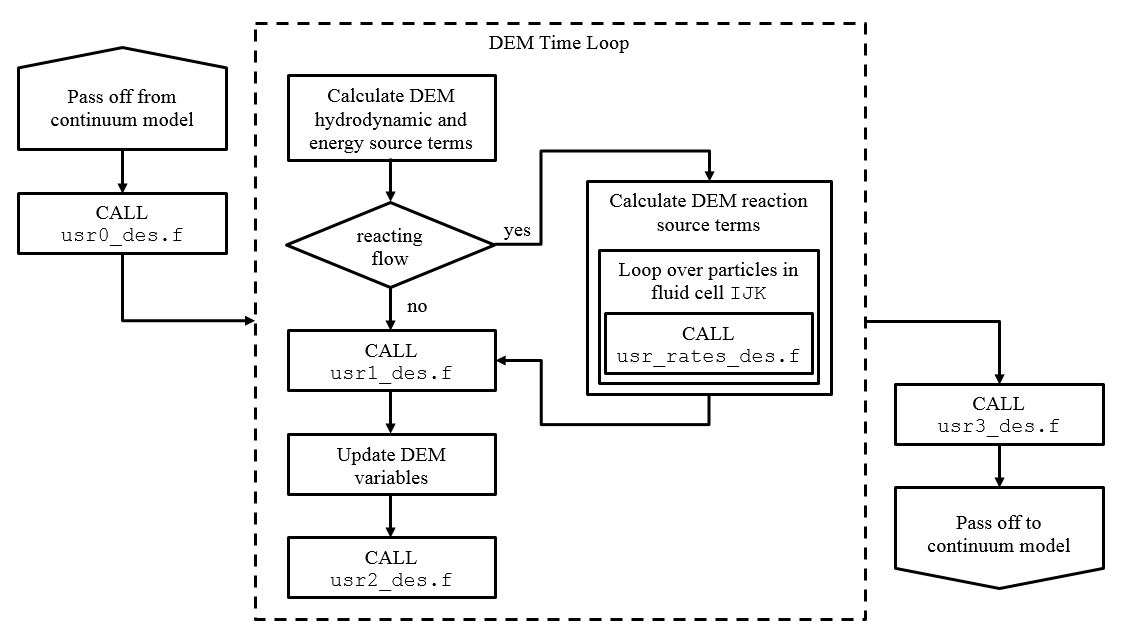 Pass off from
continuum model
CALL
usr0_des.f
DEM Time Loop
Calculate DEM
hydrodynamic and
energy source terms
reacting
flow
yes
no
Calculate DEM reaction
source terms
Loop over particles in
fluid cell IJK
CALL
usr_rates_des.f
CALL
usr1_des.f
Update DEM
variables
CALL
usr2_des.f
CALL
usr3_des.f
Pass off to
continuum model